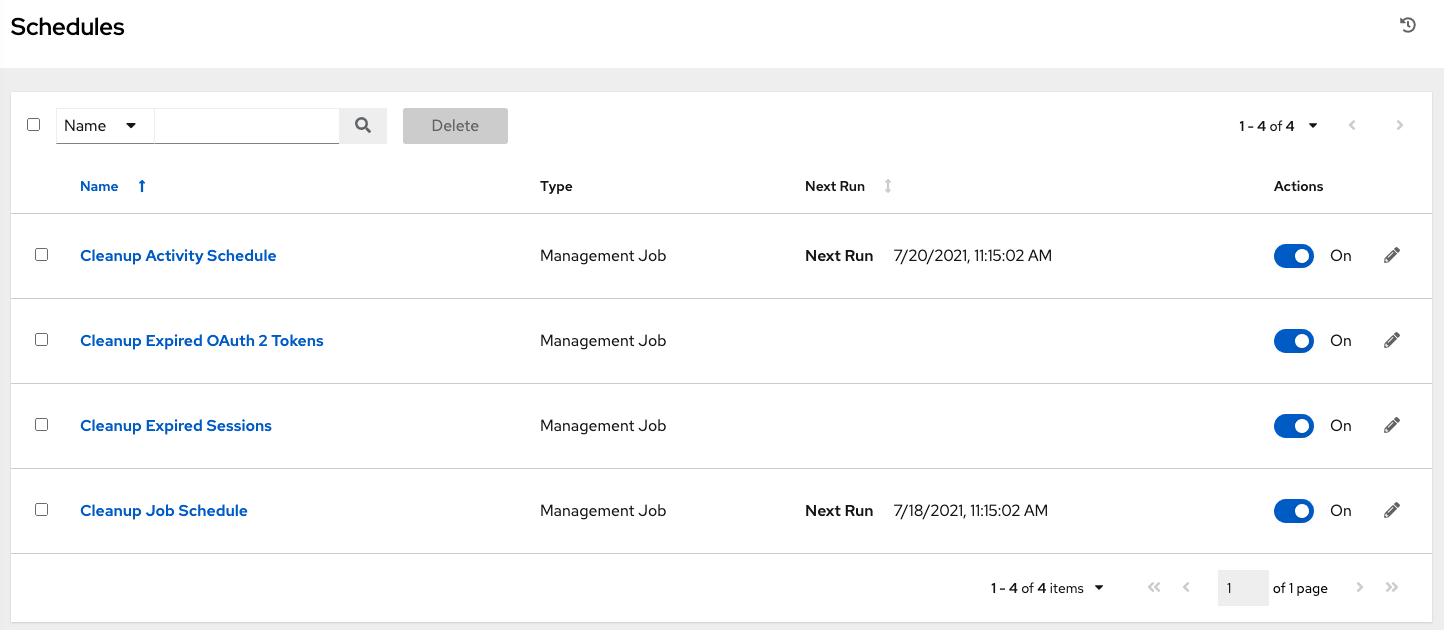 Schedules
Name Delete 1 - 4 of 4
Name Type Next Run Actions
Cleanup Activity Schedule Management Job Next Run 7/20/2021, 11:15:02 AM On
Cleanup Expired OAuth 2 Tokens Management Job On
Cleanup Expired Sessions Management Job On
Cleanup Job Schedule Management Job Next Run 7/18/2021, 11:15:02 AM On
1 - 4 of 4 items 1 of 1 page